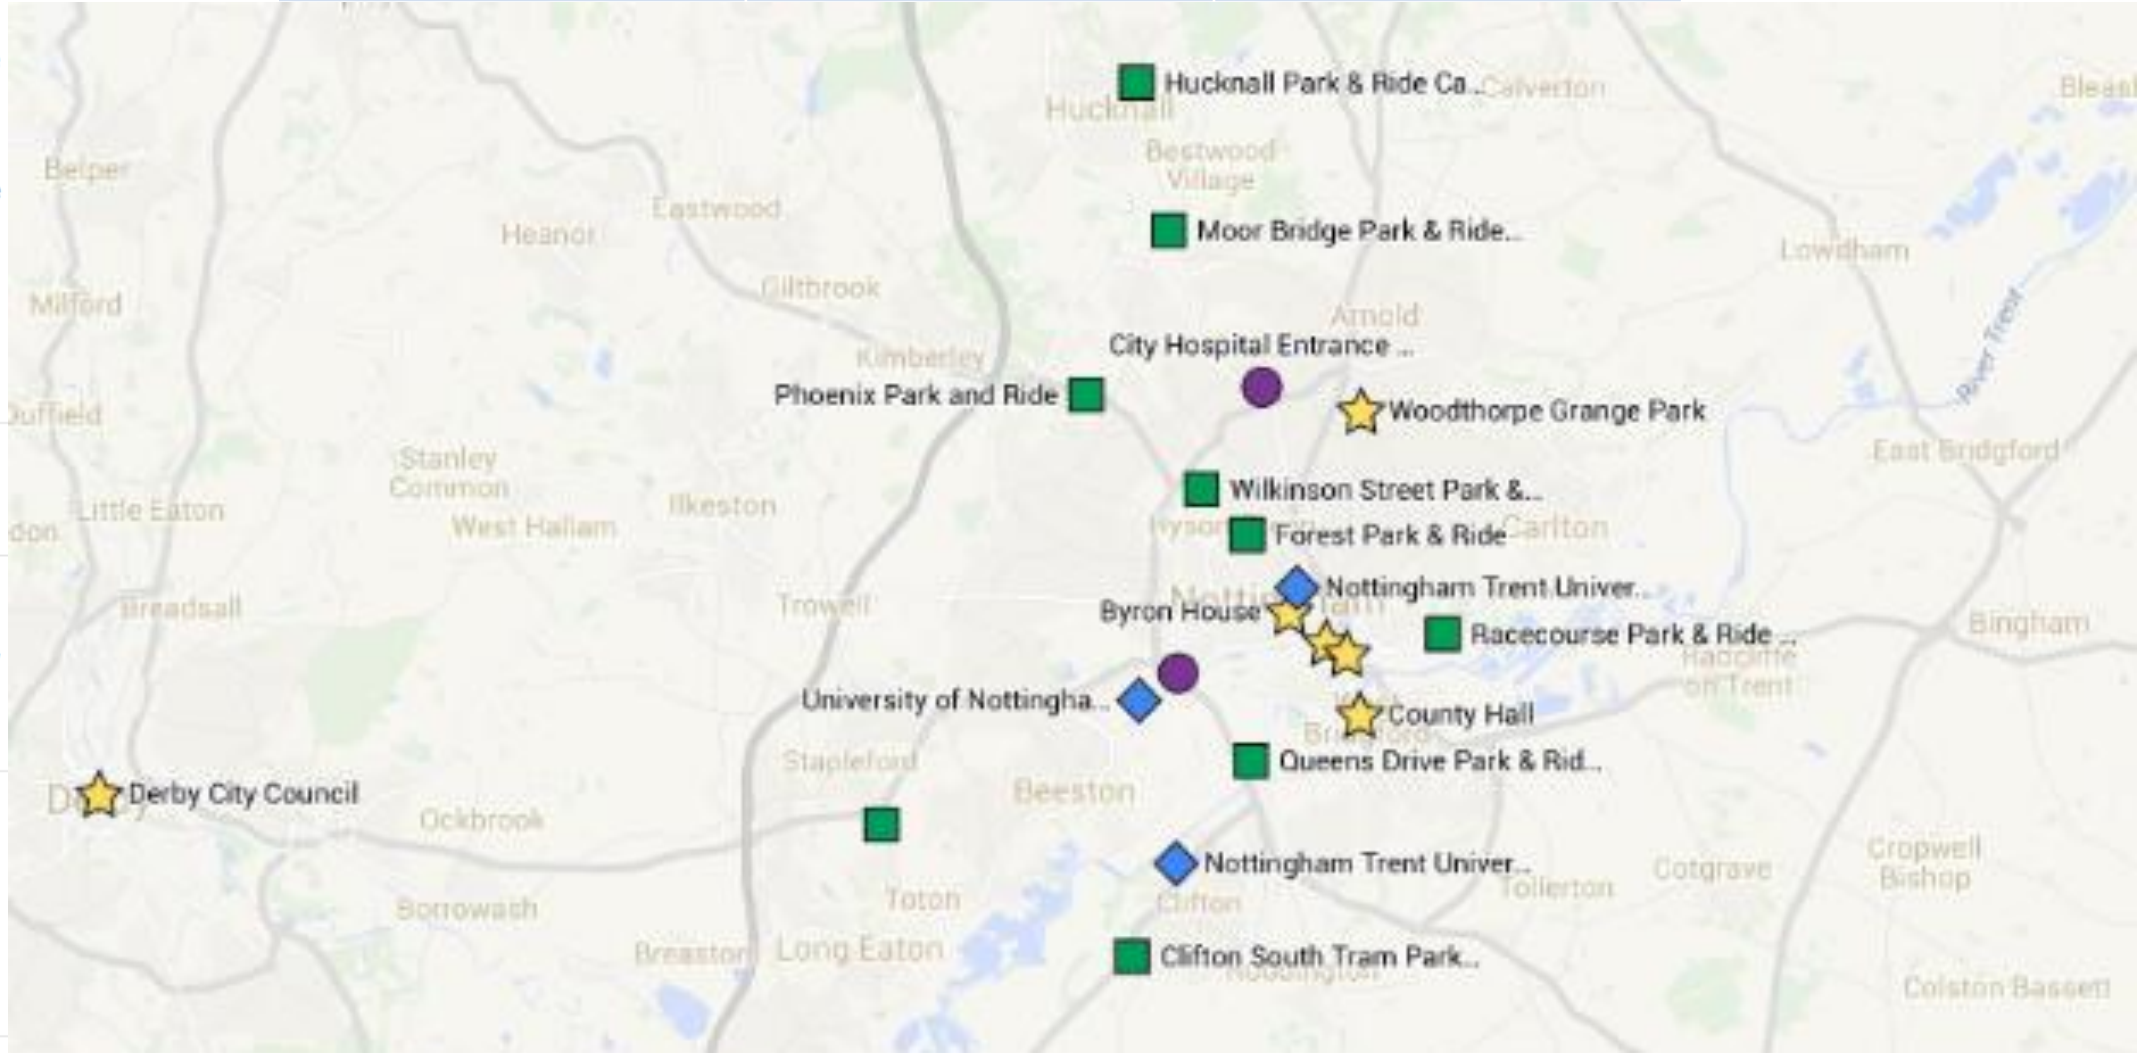 Hucknall Park & Ride Ca...
Calverton
Hucknall
Bestwood
Village
Belper
Eastwood
Heanor
Moor Bridge Park & Ride...
Lowdham
Giltbrook
Milford
River Trent
Arnold
City Hospital Entrance ...
Kimberley
Phoenix Park and Ride
Woodthorpe Grange Park
Duffield
East Bridgford
Stanley
Common
Wilkinson Street Park &...
Little Eaton
Ilkeston
West Hallam
don
Forest Park & Ride
Carlton
Nottingham Trent Univer...
Breadsall
Trowell
Nottingham
Byron House
Racecourse Park & Ride ...
Bingham
Radcliffe
on Trent
University of Nottingha...
County Hall
Stapleford
Queens Drive Park & Rid...
Derby City Council
Beeston
Ockbrook
Nottingham Trent Univer...
Cropwell
Bishop
Cotgrave
Tollerton
Toton
Clifton
Borrowash
Breaston
Long Eaton
Clifton South Tram Park...
Colston Bassett